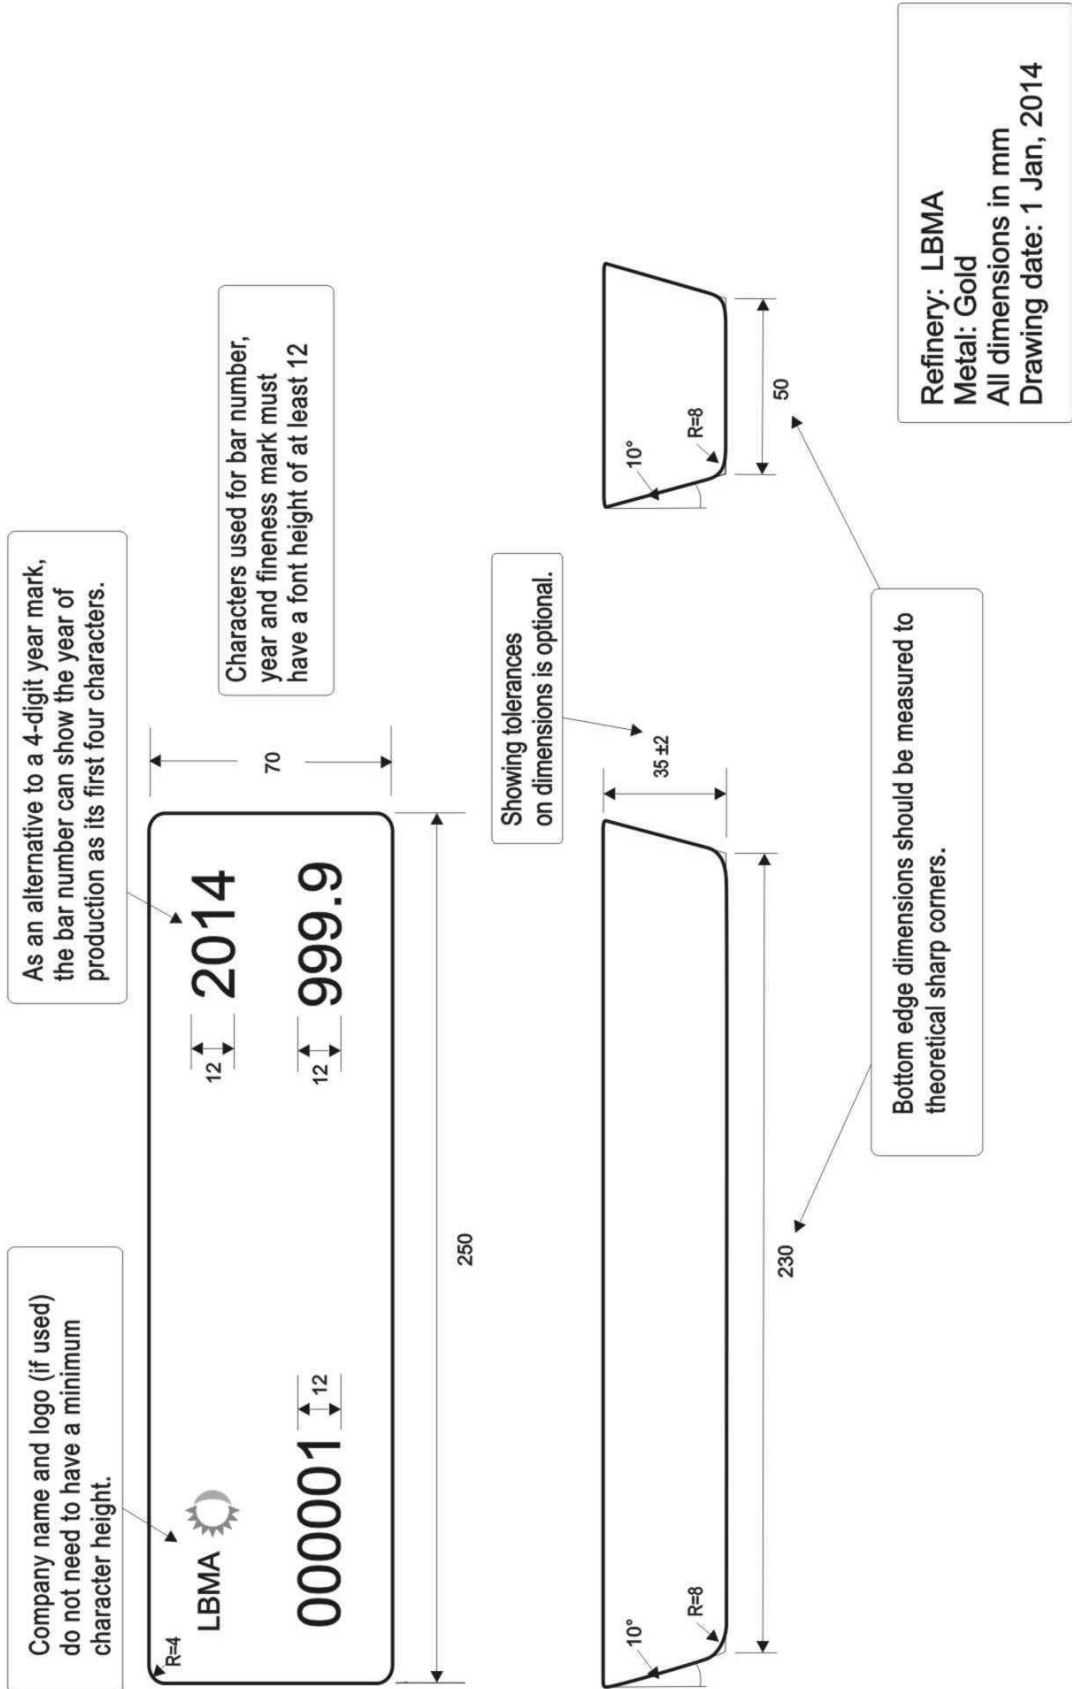 Company name and logo (if used)
do not need to have a minimum
character height.
As an alternative to a 4-digit year mark,
the bar number can show the year of
production as its first four characters.
R=4
LBMA
000001
12
12
2014
12
999.9
70
250
Characters used for bar number,
year and fineness mark must
have a font height of at least 12
Showing tolerances
on dimensions is optional.
35 ±2
10°
R=8
230
10°
R=8
50
Bottom edge dimensions should be measured to
theoretical sharp corners.
Refinery: LBMA
Metal: Gold
All dimensions in mm
Drawing date: 1 Jan, 2014